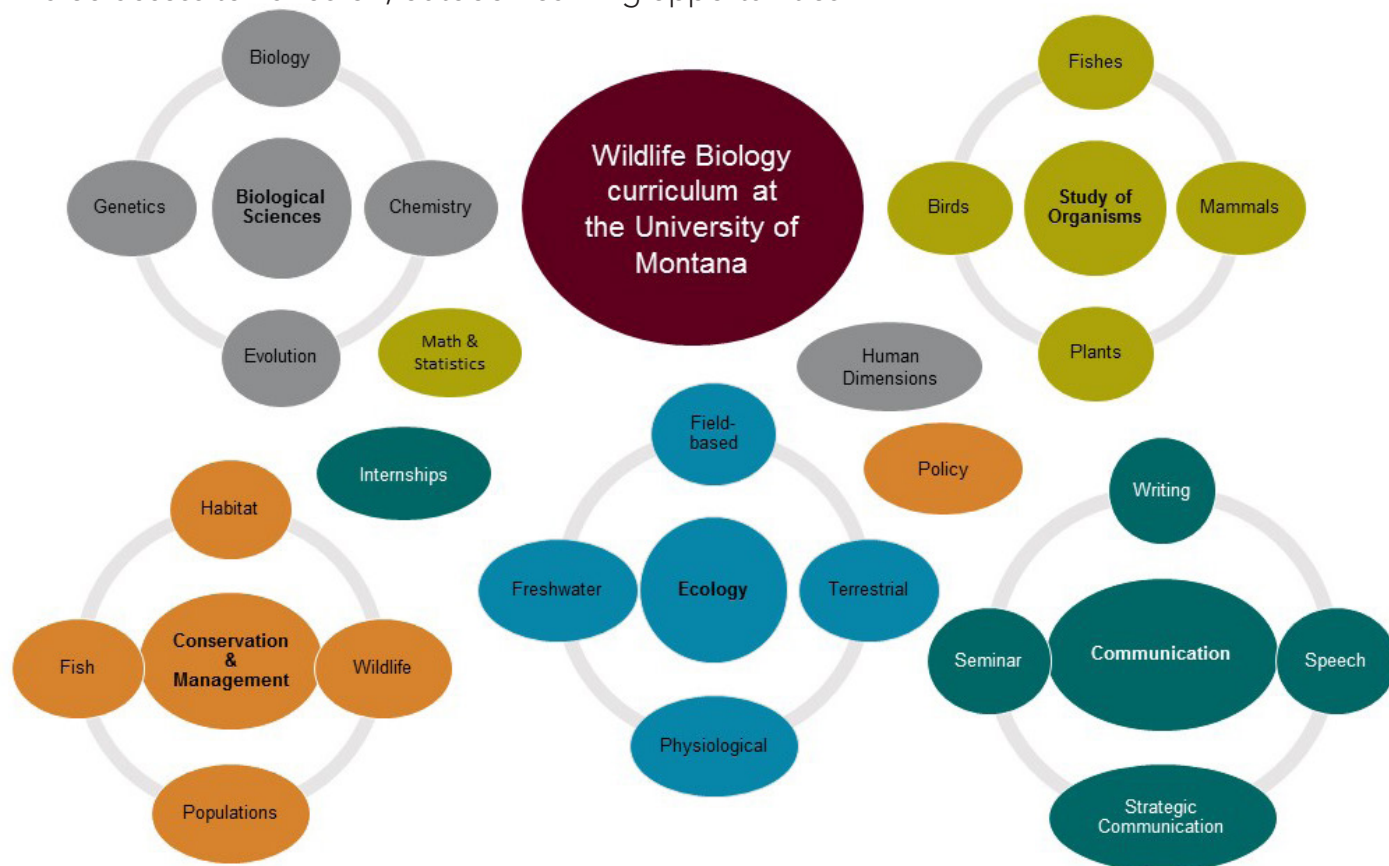 Biology
Genetics
Biological
Sciences
Chemistry
Evolution
Wildlife Biology
curriculum at
the University of
Montana
Fishes
Birds
Study of
Organisms
Mammals
Plants
Math &
Statistics
Human
Dimensions
Internships
Policy
Habitat
Fish
Conservation
&
Management
Wildlife
Populations
Field-
based
Freshwater
Ecology
Terrestrial
Physiological
Writing
Seminar
Communication
Speech
Strategic
Communication